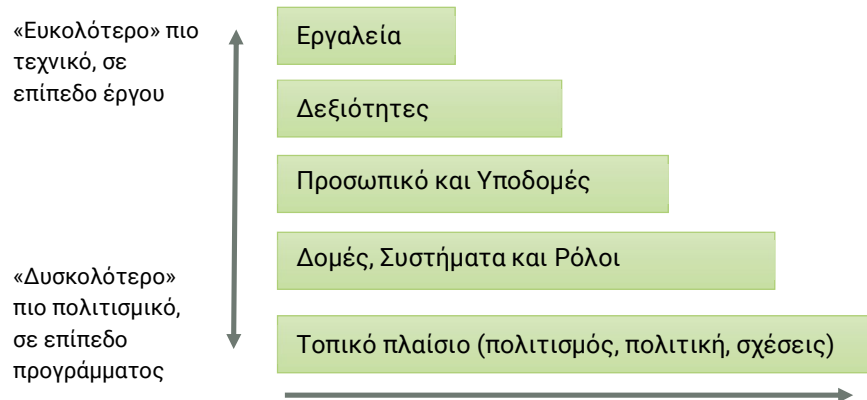 «Ευκολότερο» πιο
τεχνικό, σε
επίπεδο έργου
Εργαλεία
Δεξιότητες
Προσωπικό και Υποδομές
Δομές, Συστήματα και Ρόλοι
«Δυσκολότερο»
πιο πολιτισμικό,
σε επίπεδο
προγράμματος
Τοπικό πλαίσιο (πολιτισμός, πολιτική, σχέσεις)